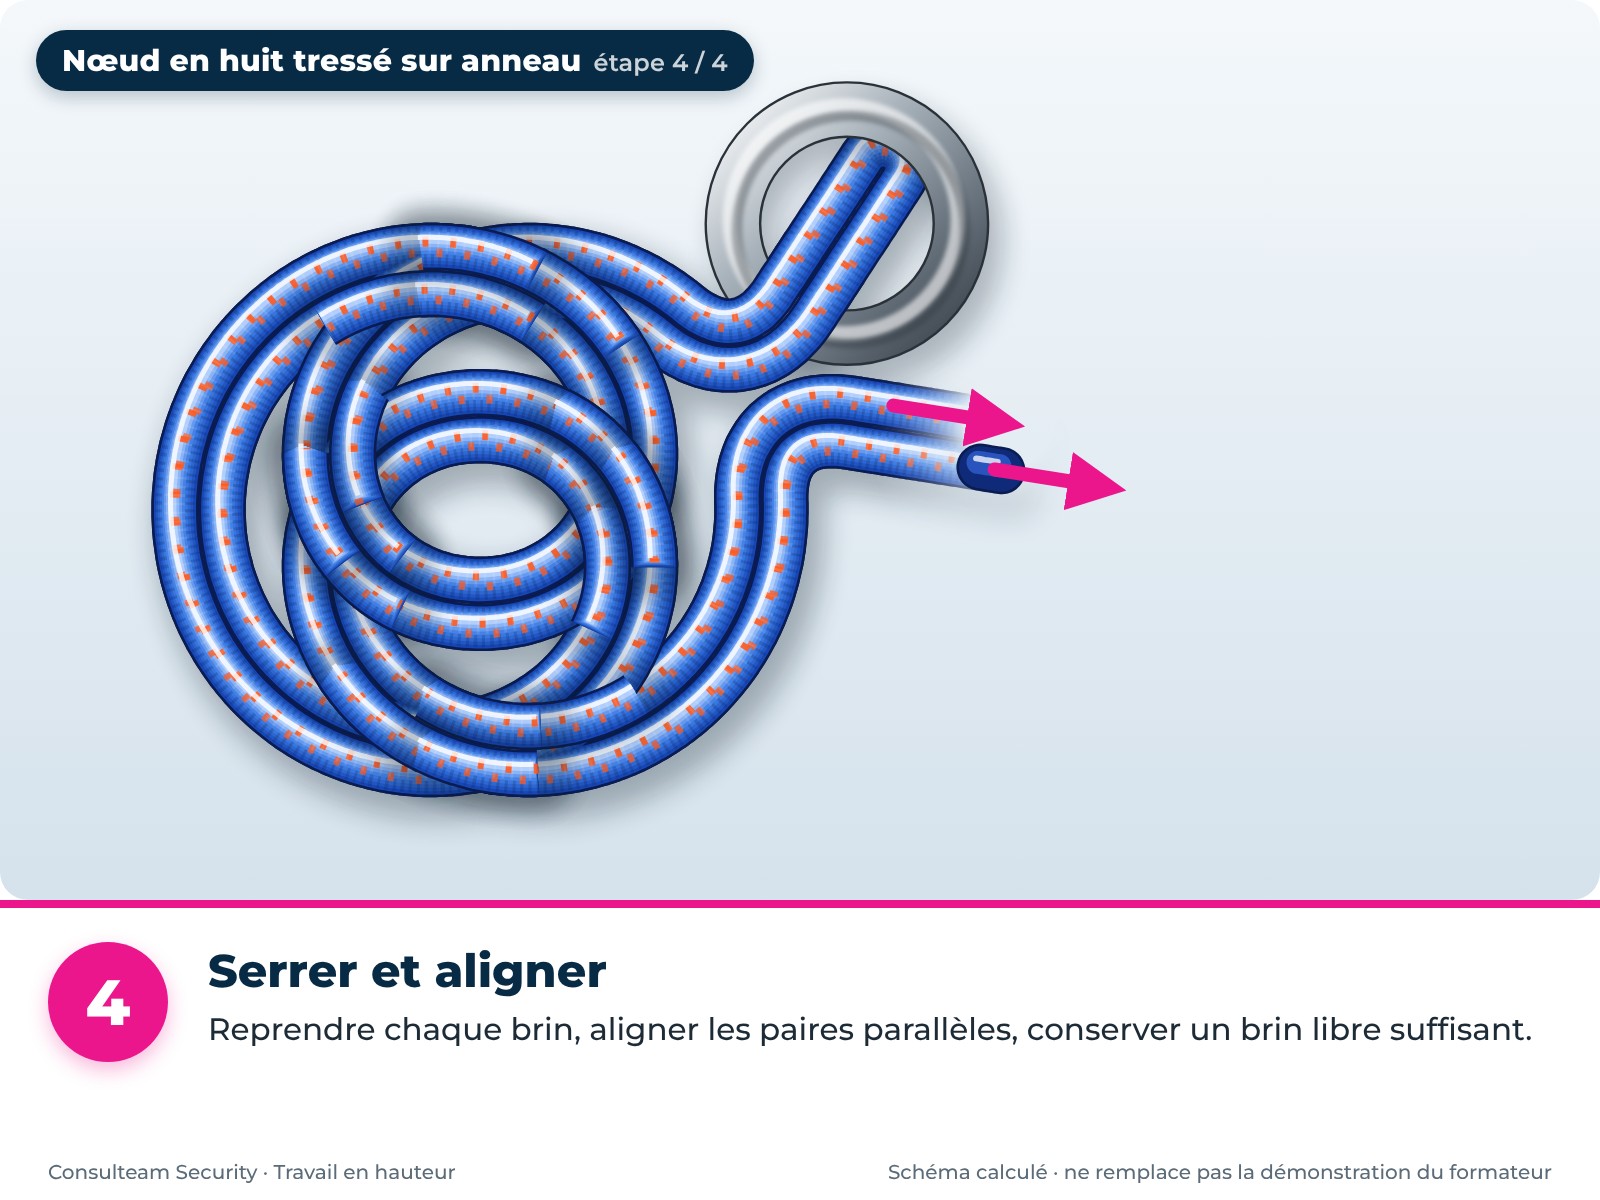 Nœud en huit tressé sur anneau étape 4 / 4
4
Serrer et aligner
Reprendre chaque brin, aligner les paires parallèles, conserver un brin libre suffisant.
Consulteam Security · Travail en hauteur
Schéma calculé · ne remplace pas la démonstration du formateur